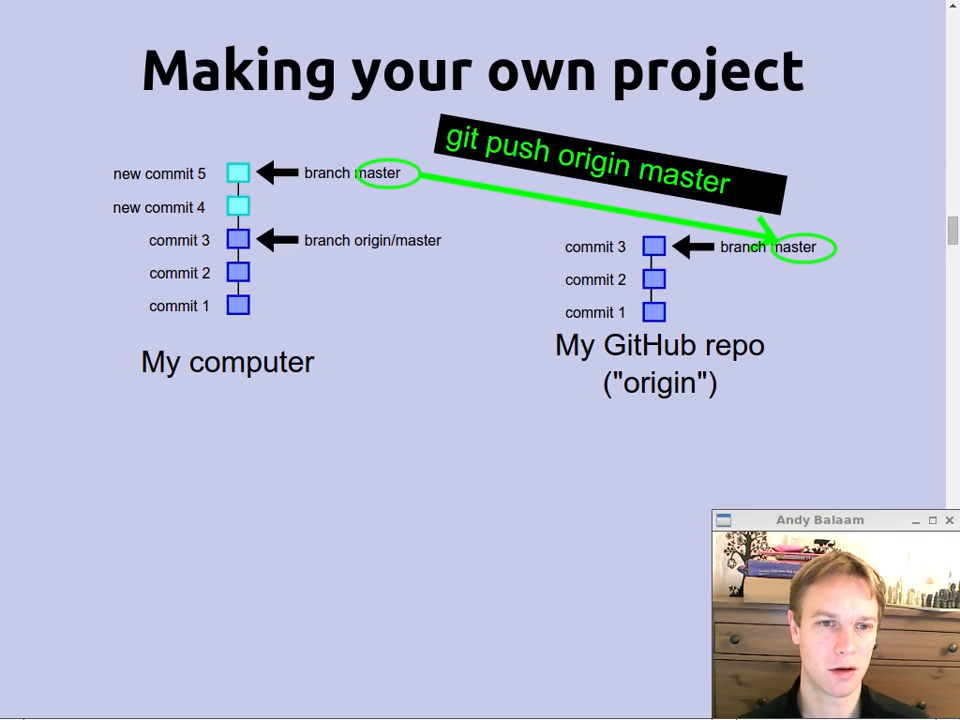 Making your own project
git push origin master
new commit 5
branch master
new commit 4
commit 3
branch origin/master
commit 2
commit 1
My computer
commit 3
branch master
commit 2
commit 1
My GitHub repo
("origin")
Andy Balaam